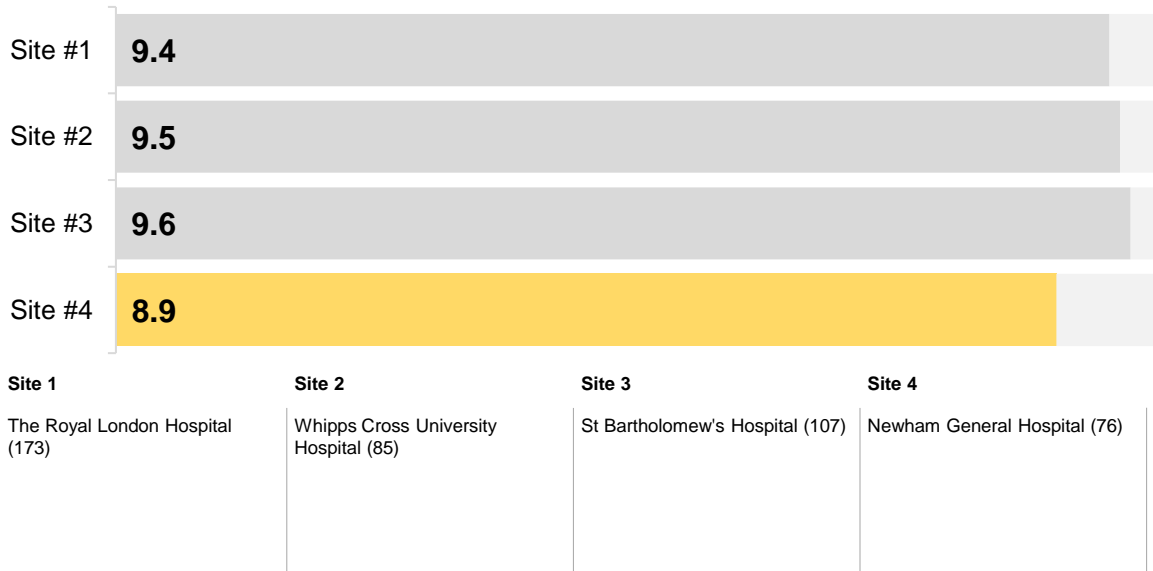 Site #1 9.4
Site #2 9.5
Site #3 9.6
Site #4 8.9
Site 1
The Royal London Hospital
(173)
Site 2
Whipps Cross University
Hospital (85)
Site 3
St Bartholomew's Hospital (107)
Site 4
Newham General Hospital (76)